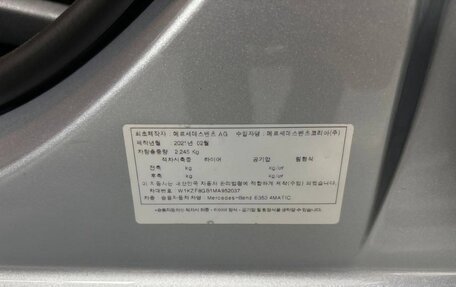 최초제작자 : 메르세데스벤츠 AG 수입자명 : 메르세데스벤츠코리아(주)
제작년월 2021년 02월
차량총중량 2 245 Kg
적차시축중 타이어 공기압 림형식
전축 kg kg/㎠
후축 kg kg/㎠
이 자동차는 대한민국 자동차 관리법령에 적합하게 제작(수입) 되었습니다
차대번호 : W1KZF8GB1MA952037
차종 : 승용자동차 차명 : Mercedes-Benz E350 4MATIC